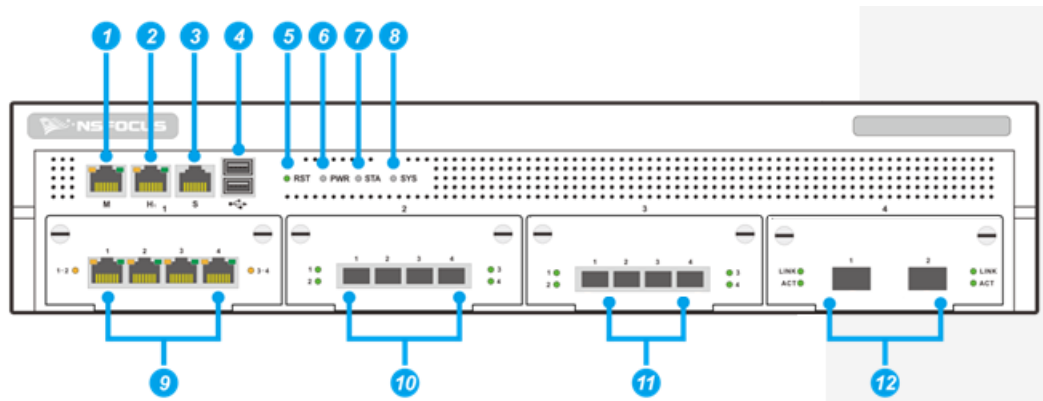 1 2 3 4 5 6 7 8
NSFOCUS
RST PWR STA SYS
M H S
1 2 3 4
1 2 3 4
1-2 3-4
1 2 3 4
1 3
2 4
1 2 3 4
1 3
2 4
1 2
LINK LINK
ACT ACT
9 10 11 12